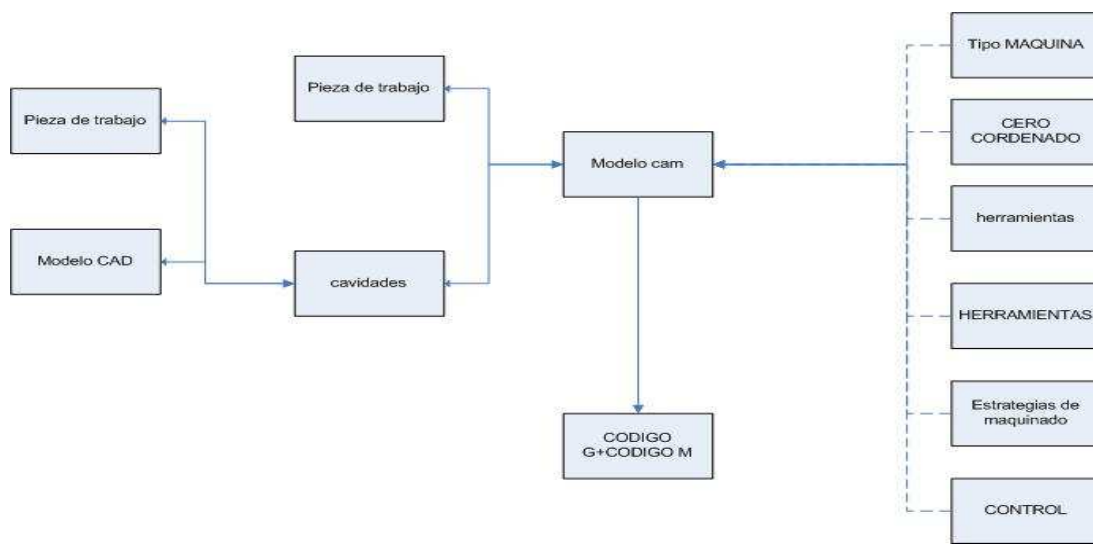 Tipo MAQUINA
Pieza de trabajo
Pieza de trabajo
CERO
CORDENADO
Modelo cam
herramientas
Modelo CAD
cavidades
HERRAMIENTAS
Estrategias de
maquinado
CODIGO
G+CODIGO M
CONTROL